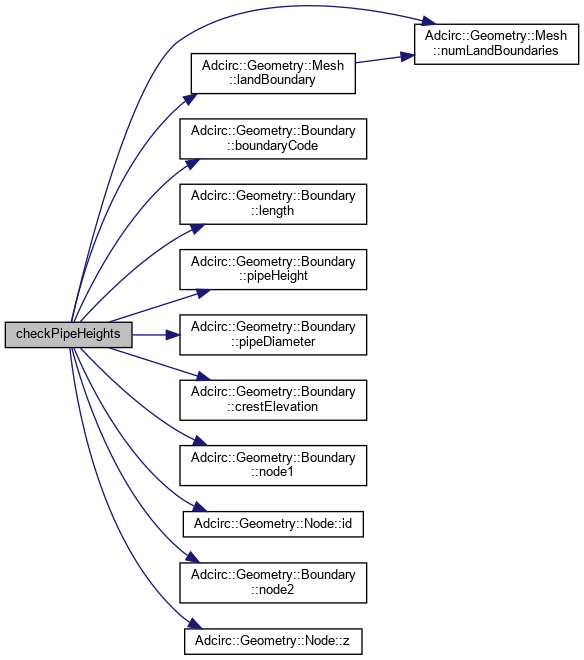 Adcirc::Geometry::Mesh
::numLandBoundaries
Adcirc::Geometry::Mesh
::landBoundary
Adcirc::Geometry::Boundary
::boundaryCode
Adcirc::Geometry::Boundary
::length
Adcirc::Geometry::Boundary
::pipeHeight
checkPipeHeights
Adcirc::Geometry::Boundary
::pipeDiameter
Adcirc::Geometry::Boundary
::crestElevation
Adcirc::Geometry::Boundary
::node1
Adcirc::Geometry::Node::id
Adcirc::Geometry::Boundary
::node2
Adcirc::Geometry::Node::z